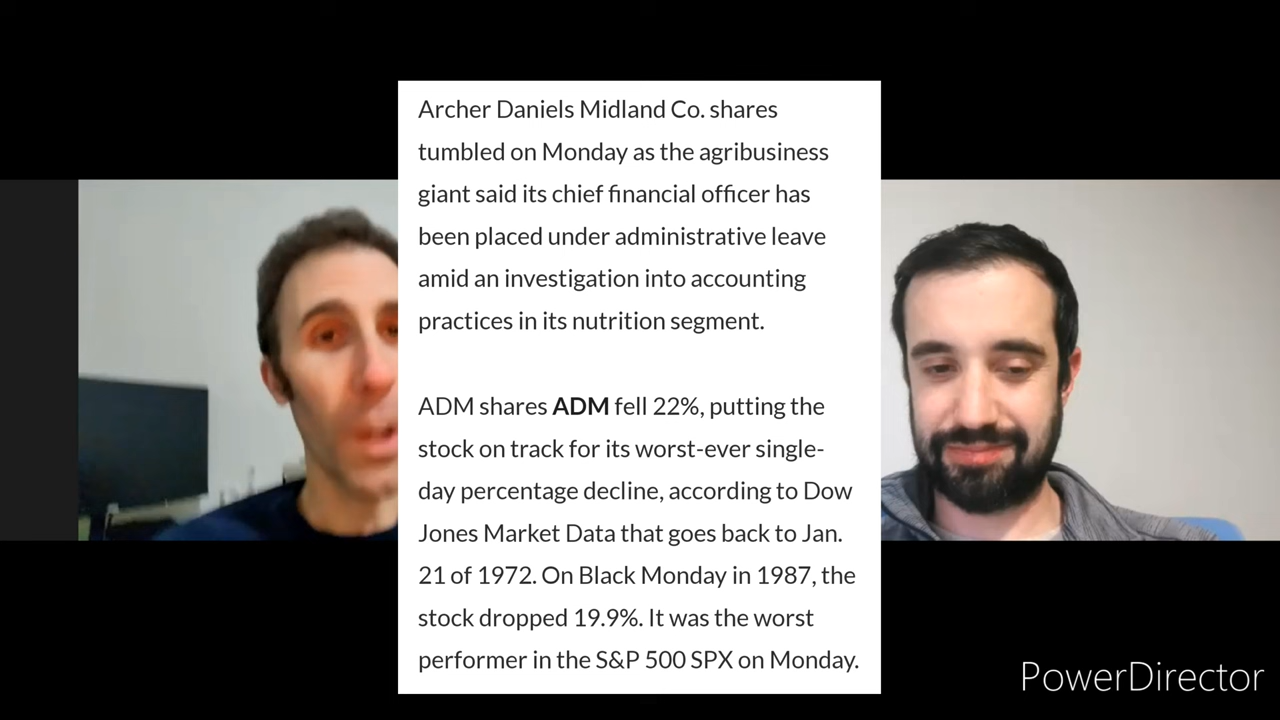 Archer Daniels Midland Co. shares
tumbled on Monday as the agribusiness
giant said its chief financial officer has
been placed under administrative leave
amid an investigation into accounting
practices in its nutrition segment.
ADM shares ADM fell 22%, putting the
stock on track for its worst-ever single-
day percentage decline, according to Dow
Jones Market Data that goes back to Jan.
21 of 1972. On Black Monday in 1987, the
stock dropped 19.9%. It was the worst
performer in the S&P 500 SPX on Monday.
PowerDirector